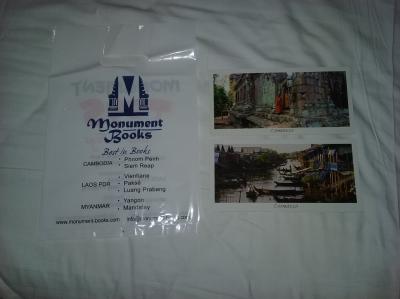 M
Monument
Books
Best in Books
CAMBODIA • Phnom Penh
• Siem Reap
LAOS PDR • Vientiane
• Pakse
• Luang Prabang
MYANMAR • Yangon
• Mandalay
www.monument-books.com
CAMBODIA
CAMBODIA